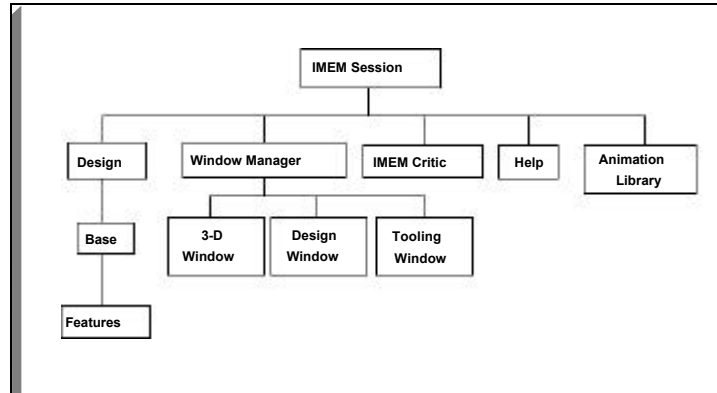 IMEM Session
Design
Window Manager
IMEM Critic
Help
Animation
Library
Base
3-D
Window
Design
Window
Tooling
Window
Features